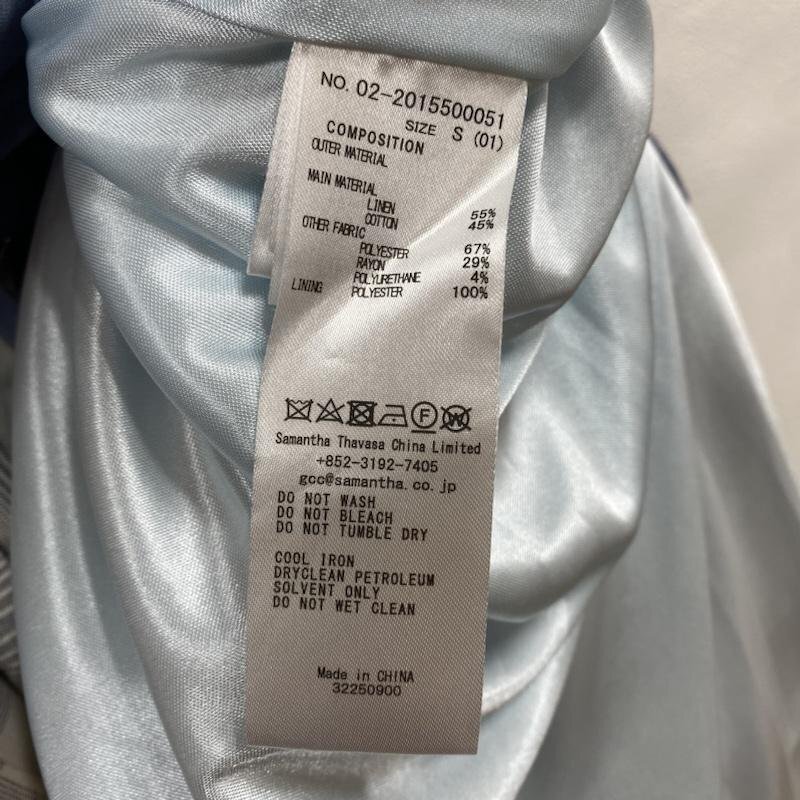 NO. 02-2015500051
SIZE S (01)
COMPOSITION
OUTER MATERIAL
MAIN MATERIAL
LINEN 55%
COTTON 45%
OTHER FABRIC
POLYESTER 67%
RAYON 29%
POLYURETHANE 4%
LINING POLYESTER 100%
F W
Samantha Thavasa China Limited
+852-3192-7405
gcc@samantha.co.jp
DO NOT WASH
DO NOT BLEACH
DO NOT TUMBLE DRY
COOL IRON
DRYCLEAN PETROLEUM
SOLVENT ONLY
DO NOT WET CLEAN
Made in CHINA
32250900